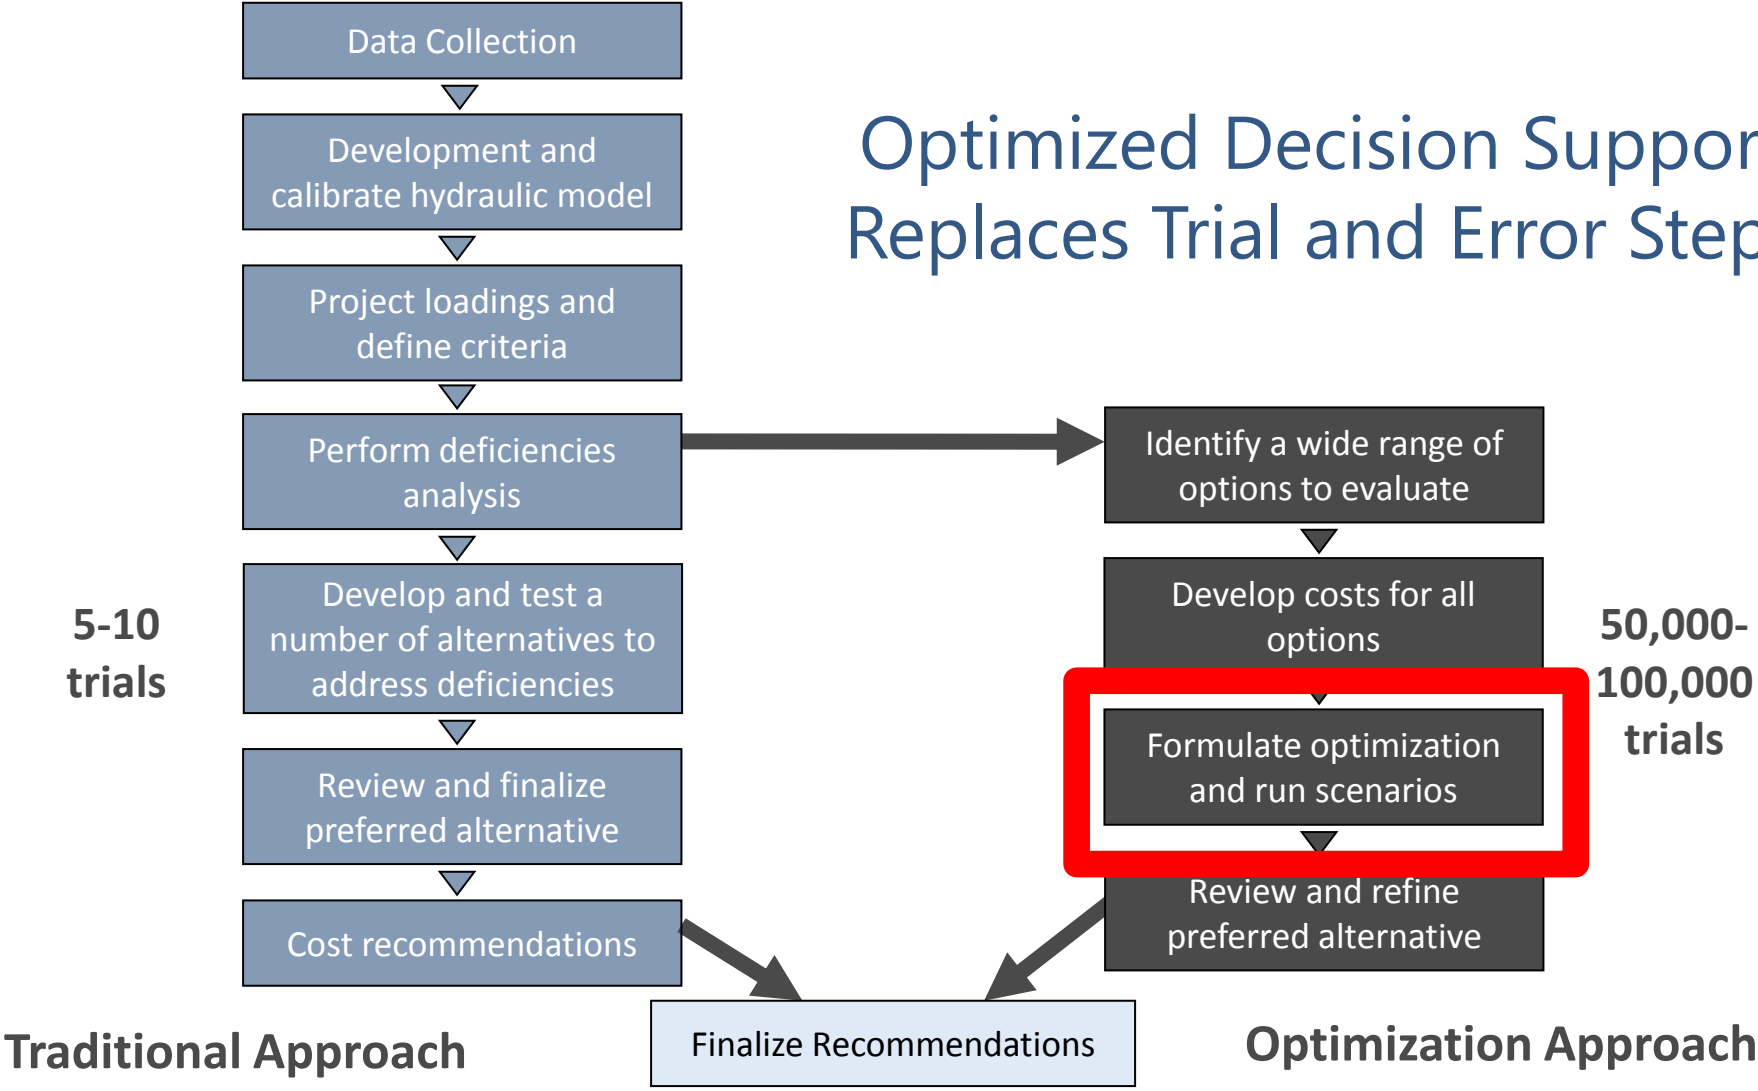 Data Collection
Development and
calibrate hydraulic model
Project loadings and
define criteria
Perform deficiencies
analysis
Develop and test a
number of alternatives to
address deficiencies
Review and finalize
preferred alternative
Cost recommendations
5-10
trials
Traditional Approach
Optimized Decision Suppor
Replaces Trial and Error Step
Identify a wide range of
options to evaluate
Develop costs for all
options
Formulate optimization
and run scenarios
Review and refine
preferred alternative
50,000-
100,000
trials
Finalize Recommendations
Optimization Approach